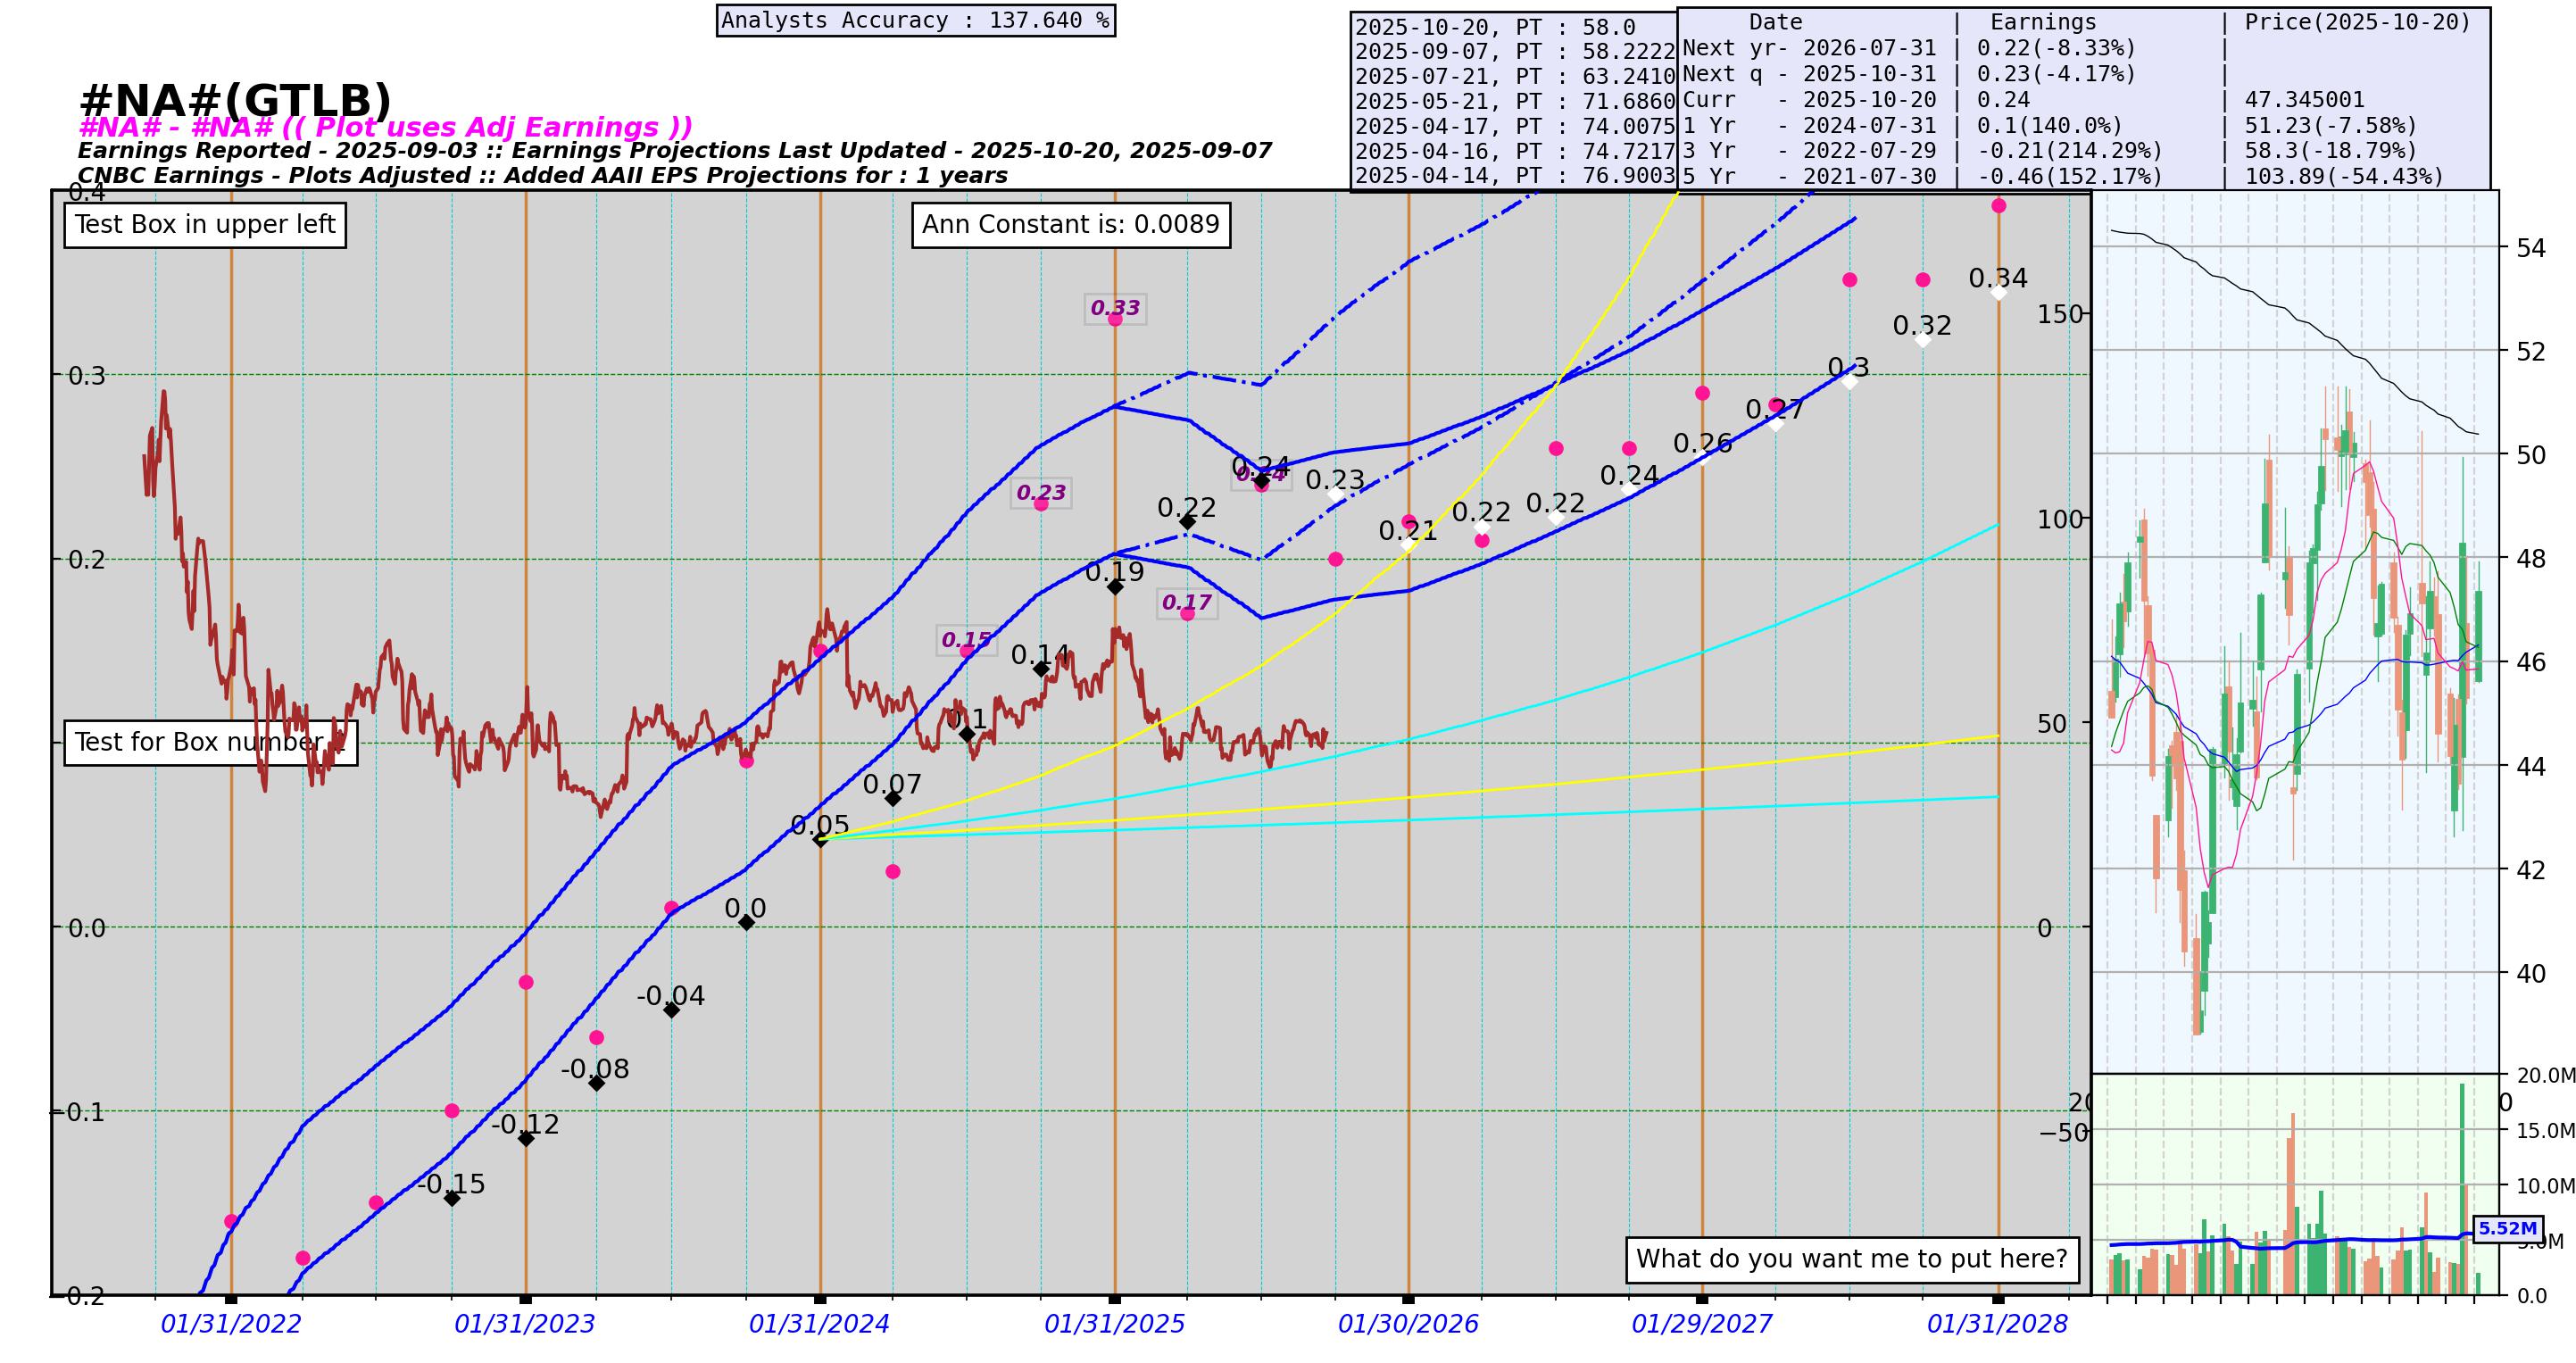 Analysts Accuracy : 137.640 %
2025-10-20, PT : 58.0
2025-09-07, PT : 58.2222
2025-07-21, PT : 63.2410
2025-05-21, PT : 71.6860
2025-04-17, PT : 74.0075
2025-04-16, PT : 74.7217
2025-04-14, PT : 76.9003
Date | Earnings | Price(2025-10-20)
Next yr- 2026-07-31 | 0.22(-8.33%) |
Next q - 2025-10-31 | 0.23(-4.17%) |
Curr - 2025-10-20 | 0.24 | 47.345001
1 Yr - 2024-07-31 | 0.1(140.0%) | 51.23(-7.58%)
3 Yr - 2022-07-29 | -0.21(214.29%) | 58.3(-18.79%)
5 Yr - 2021-07-30 | -0.46(152.17%) | 103.89(-54.43%)
#NA#(GTLB)
#NA# - #NA# (( Plot uses Adj Earnings ))
Earnings Reported - 2025-09-03 :: Earnings Projections Last Updated - 2025-10-20, 2025-09-07
CNBC Earnings - Plots Adjusted :: Added AAII EPS Projections for : 1 years
Test Box in upper left
Ann Constant is: 0.0089
Test for Box number
What do you want me to put here?
0.4
0.3
0.2
0.0
−0.1
−0.2
-0.15
-0.12
-0.08
-0.04
0.0
0.05
0.07
0.1
0.14
0.19
0.22
0.24
0.23
0.21
0.22
0.22
0.24
0.26
0.27
0.3
0.32
0.34
0.15
0.23
0.33
0.17
0.24
150
100
50
0
−50
54
52
50
48
46
44
42
40
20.0M
15.0M
10.0M
5.52M
0.0
01/31/2022
01/31/2023
01/31/2024
01/31/2025
01/30/2026
01/29/2027
01/31/2028